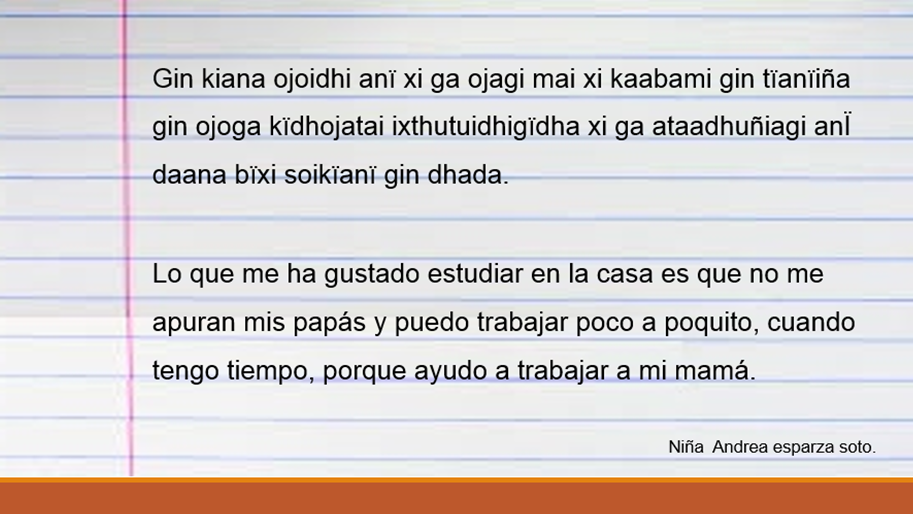 Gin kiana ojoidhi anï xi ga ojagi mai xi kaabami gin tïanïiña
gin ojoga kïdhojatai ixthutuidhigïdha xi ga ataadhuñiagi anÏ
daana bïxi soikïanï gin dhada.
Lo que me ha gustado estudiar en la casa es que no me
apuran mis papás y puedo trabajar poco a poquito, cuando
tengo tiempo, porque ayudo a trabajar a mi mamá.
Niña  Andrea esparza soto.